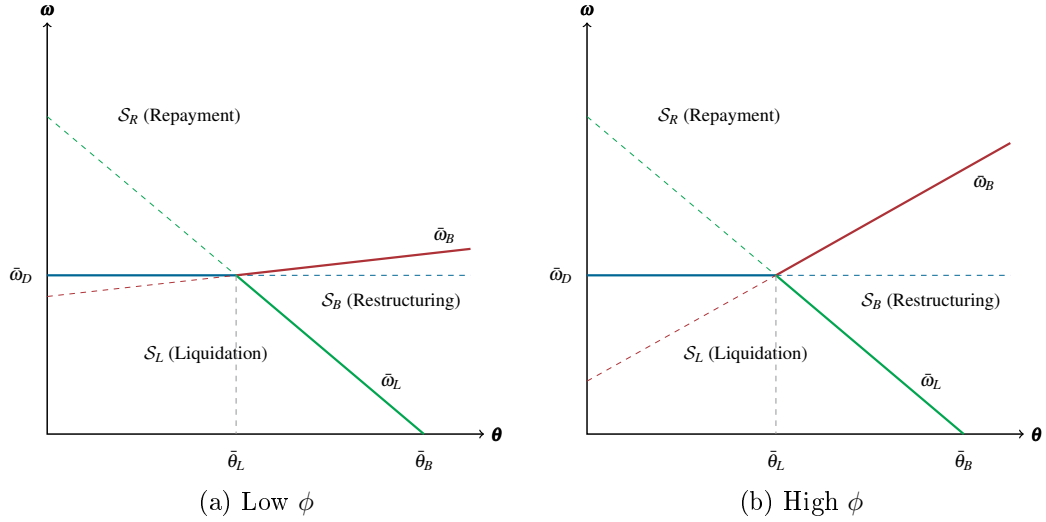 ω
S_R (Repayment)
ω̄_B
ω̄_D
S_B (Restructuring)
S_L (Liquidation)
ω̄_L
θ
θ̄_L
θ̄_B
(a) Low ϕ
ω
S_R (Repayment)
ω̄_B
ω̄_D
S_B (Restructuring)
S_L (Liquidation)
ω̄_L
θ
θ̄_L
θ̄_B
(b) High ϕ